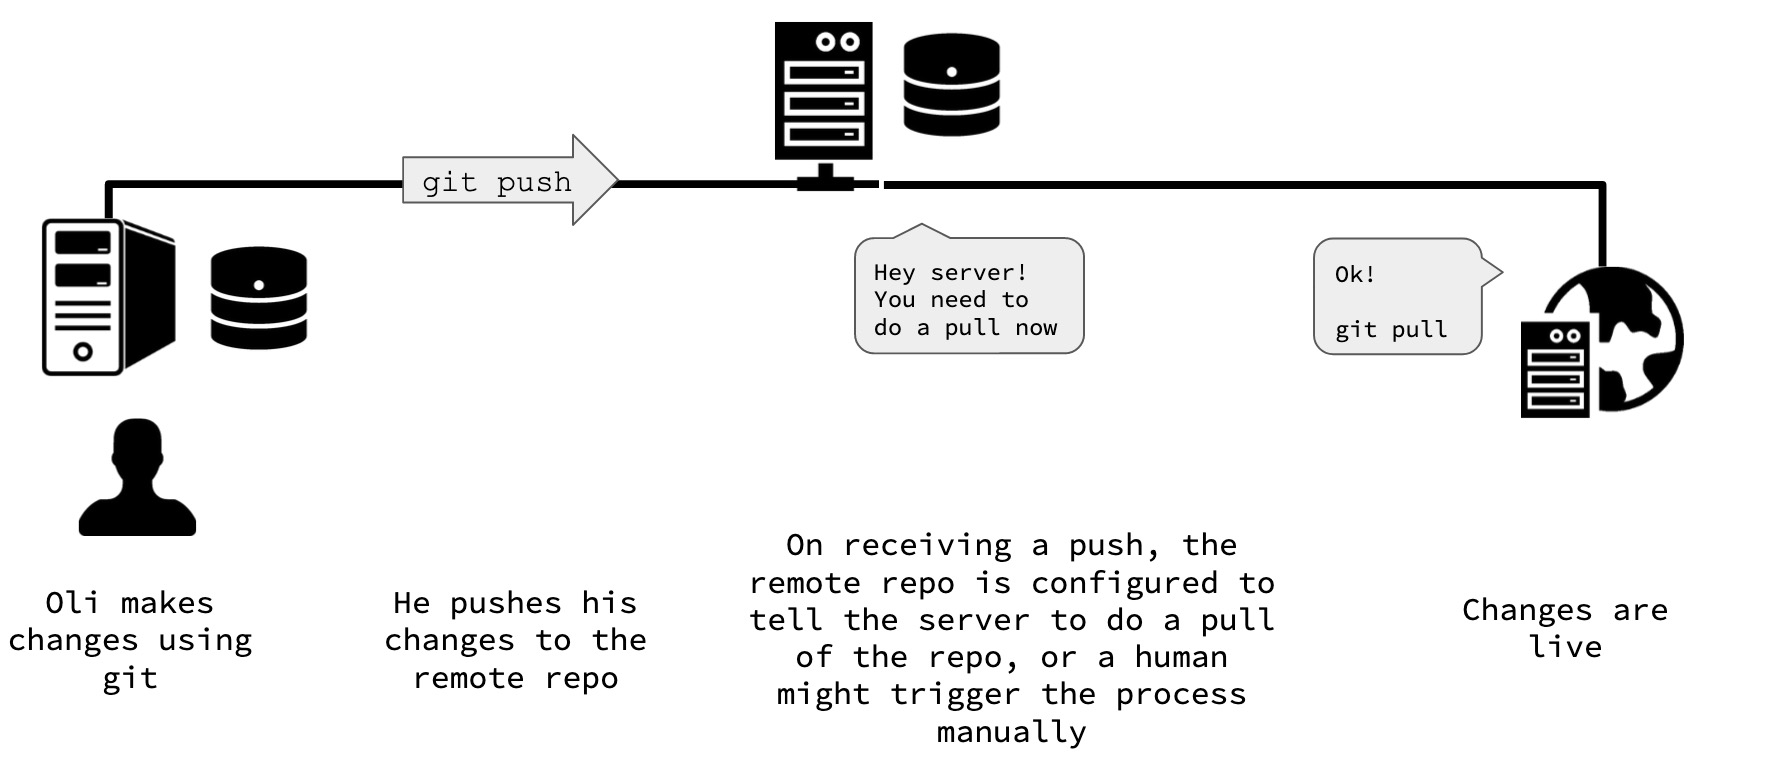 git push
Hey server!
You need to
do a pull now
Ok!
git pull
Oli makes
changes using
git
He pushes his
changes to the
remote repo
On receiving a push, the
remote repo is configured to
tell the server to do a pull
of the repo, or a human
might trigger the process
manually
Changes are
live